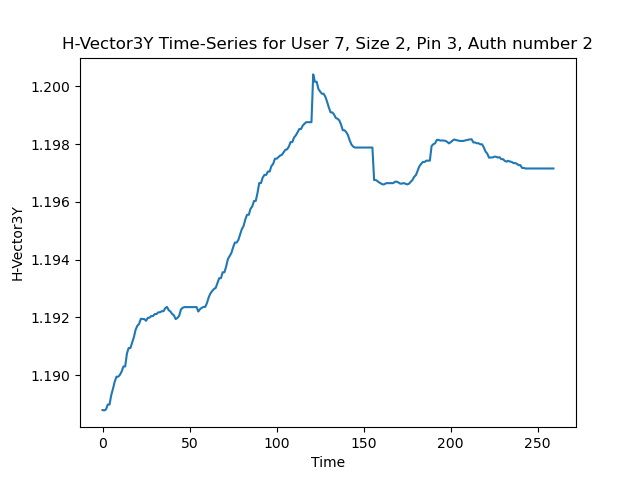 H-Vector3Y Time-Series for User 7, Size 2, Pin 3, Auth number 2
H-Vector3Y
1.200
1.198
1.196
1.194
1.192
1.190
0 50 100 150 200 250
Time